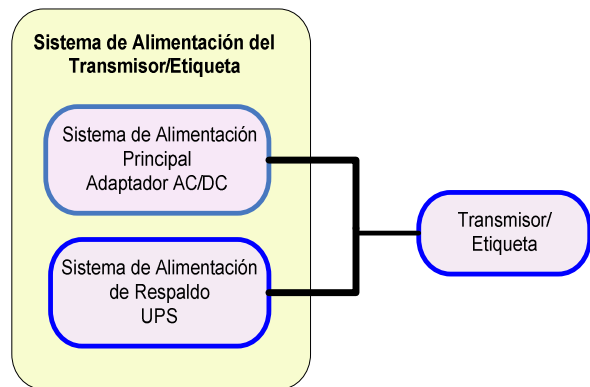 Sistema de Alimentación del
Transmisor/Etiqueta
Sistema de Alimentación
Principal
Adaptador AC/DC
Sistema de Alimentación
de Respaldo
UPS
Transmisor/
Etiqueta